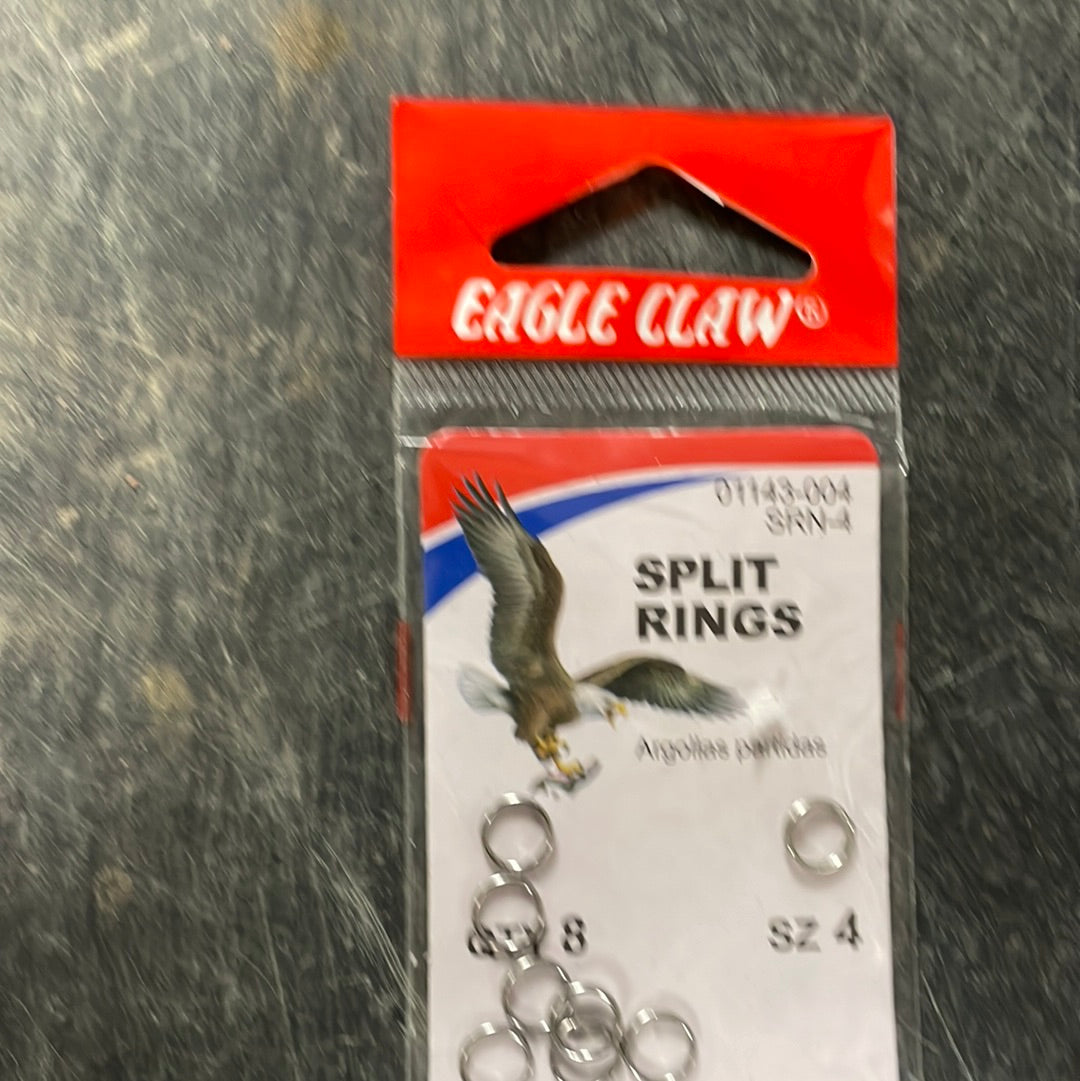 EAGLE CLAW®
01143-004
SRN-4
SPLIT
RINGS
Argollas partidas
QTY 8
SZ 4